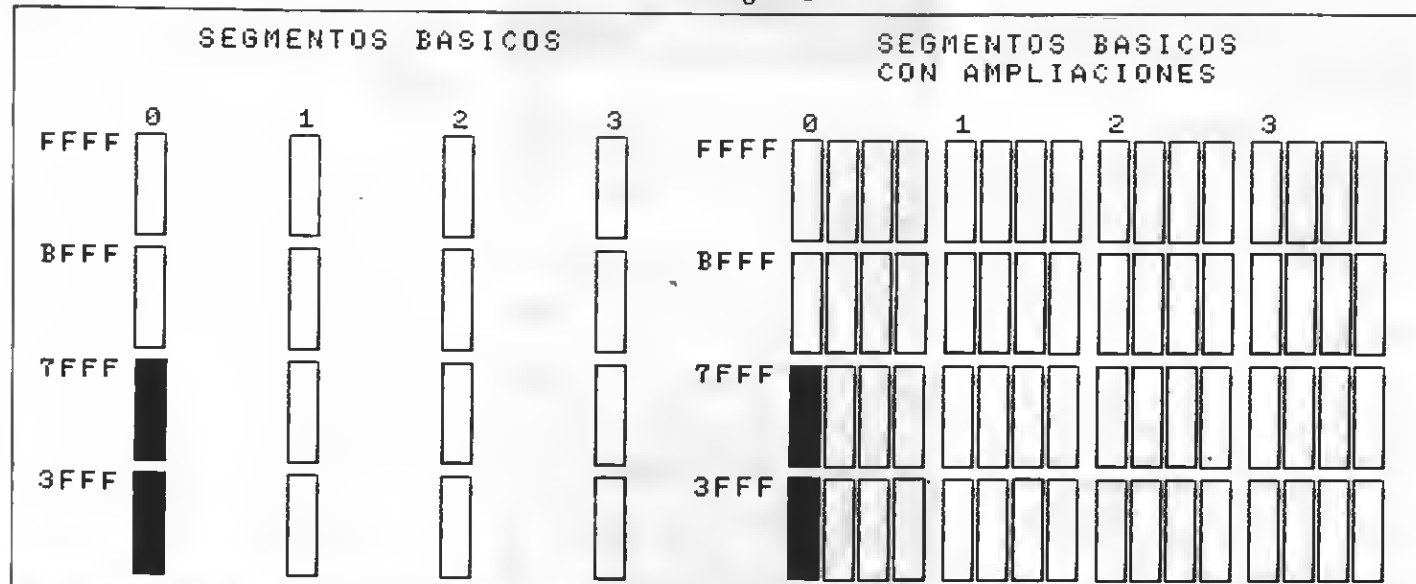 SEGMENTOS BASICOS
0 1 2 3
FFFF
BFFF
7FFF
3FFF
SEGMENTOS BASICOS
CON AMPLIACIONES
0 1 2 3
FFFF
BFFF
7FFF
3FFF